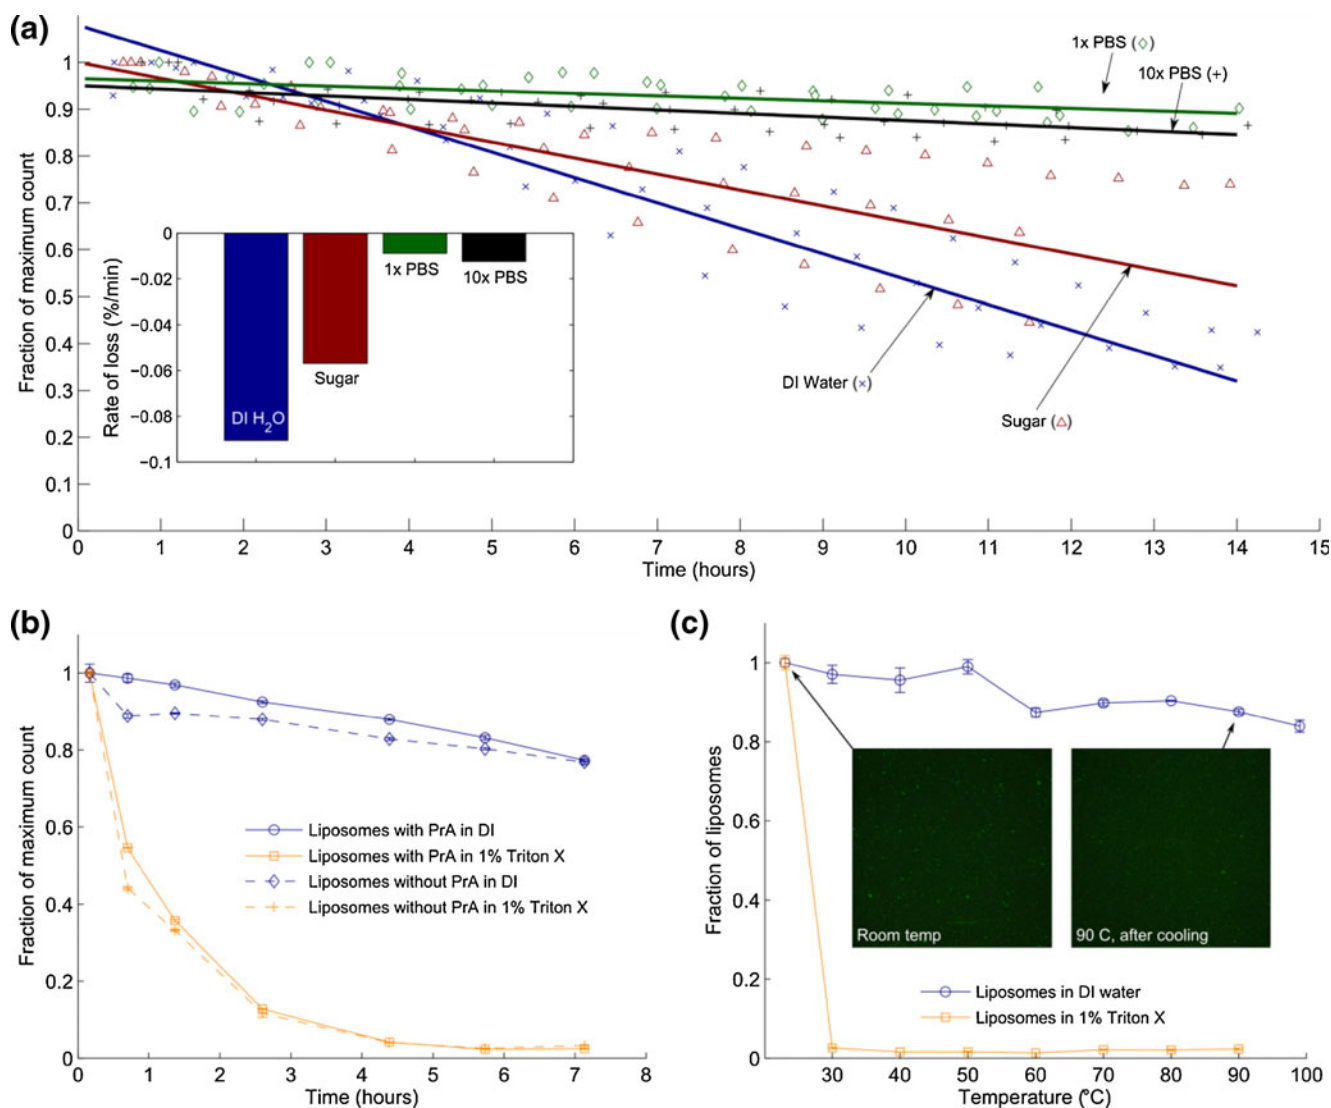 (a)
Fraction of maximum count
1
0.9
0.8
0.7
0.6
0.5
0.4
0.3
0.2
0.1
0
0 1 2 3 4 5 6 7 8 9 10 11 12 13 14 15
Time (hours)
1x PBS (◇)
10x PBS (+)
DI Water (×)
Sugar (△)
Rate of loss (%/min)
0
−0.02
−0.04
−0.06
−0.08
−0.1
DI H₂O
Sugar
1x PBS
10x PBS
(b)
Fraction of maximum count
1
0.8
0.6
0.4
0.2
0
0 1 2 3 4 5 6 7 8
Time (hours)
Liposomes with PrA in DI
Liposomes with PrA in 1% Triton X
Liposomes without PrA in DI
Liposomes without PrA in 1% Triton X
(c)
Fraction of liposomes
1
0.8
0.6
0.4
0.2
0
30 40 50 60 70 80 90 100
Temperature (°C)
Room temp
90 C, after cooling
Liposomes in DI water
Liposomes in 1% Triton X